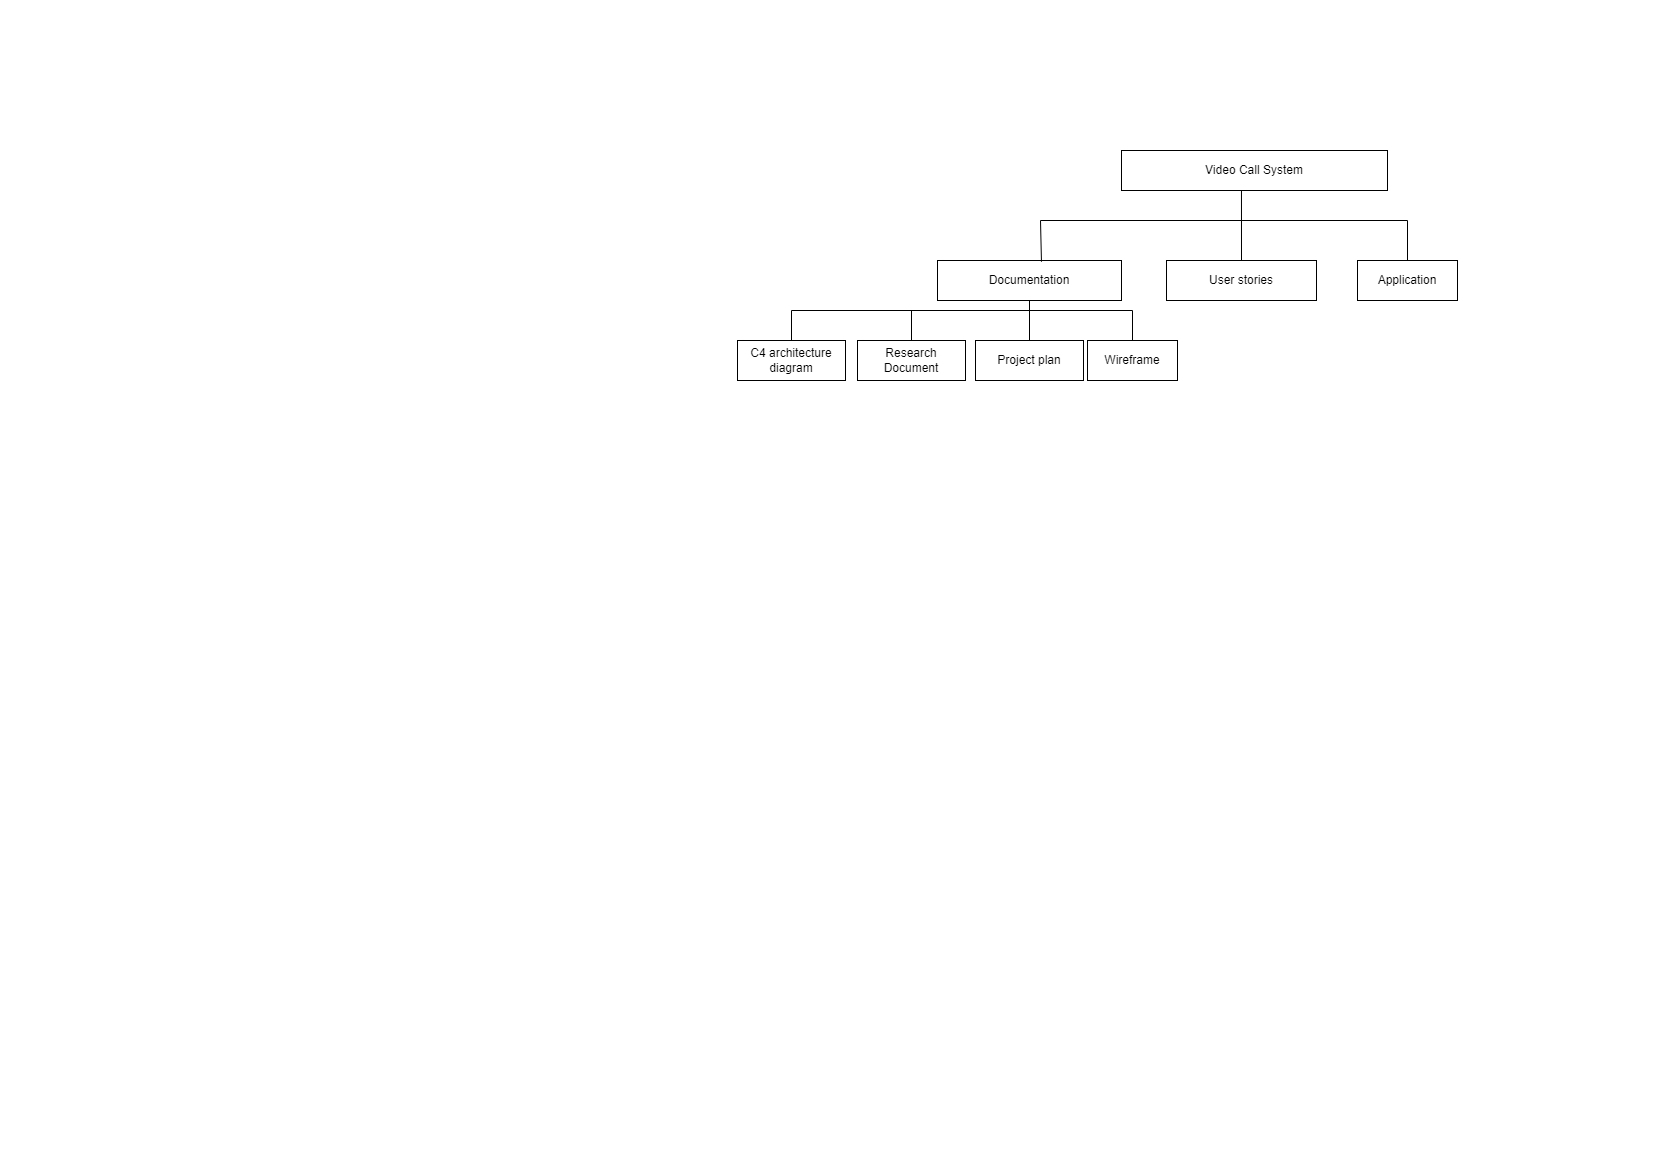 Video Call System
Documentation
User stories
Application
C4 architecture
diagram
Research
Document
Project plan
Wireframe